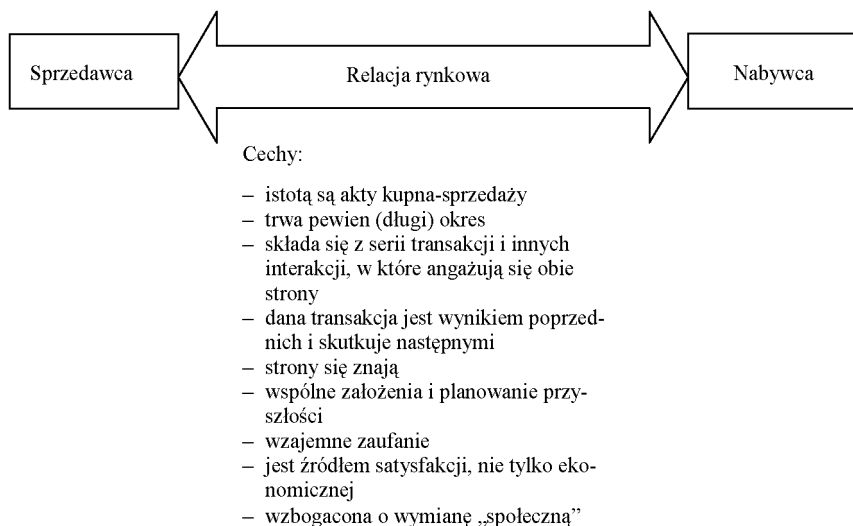 Sprzedawca
Relacja rynkowa
Nabywca
Cechy:
– istotą są akty kupna-sprzedaży
– trwa pewien (długi) okres
– składa się z serii transakcji i innych
interakcji, w które angażują się obie
strony
– dana transakcja jest wynikiem poprzed-
nich i skutkuje następnymi
– strony się znają
– wspólne założenia i planowanie przy-
szłości
– wzajemne zaufanie
– jest źródłem satysfakcji, nie tylko eko-
nomicznej
– wzbogacona o wymianę „społeczną”